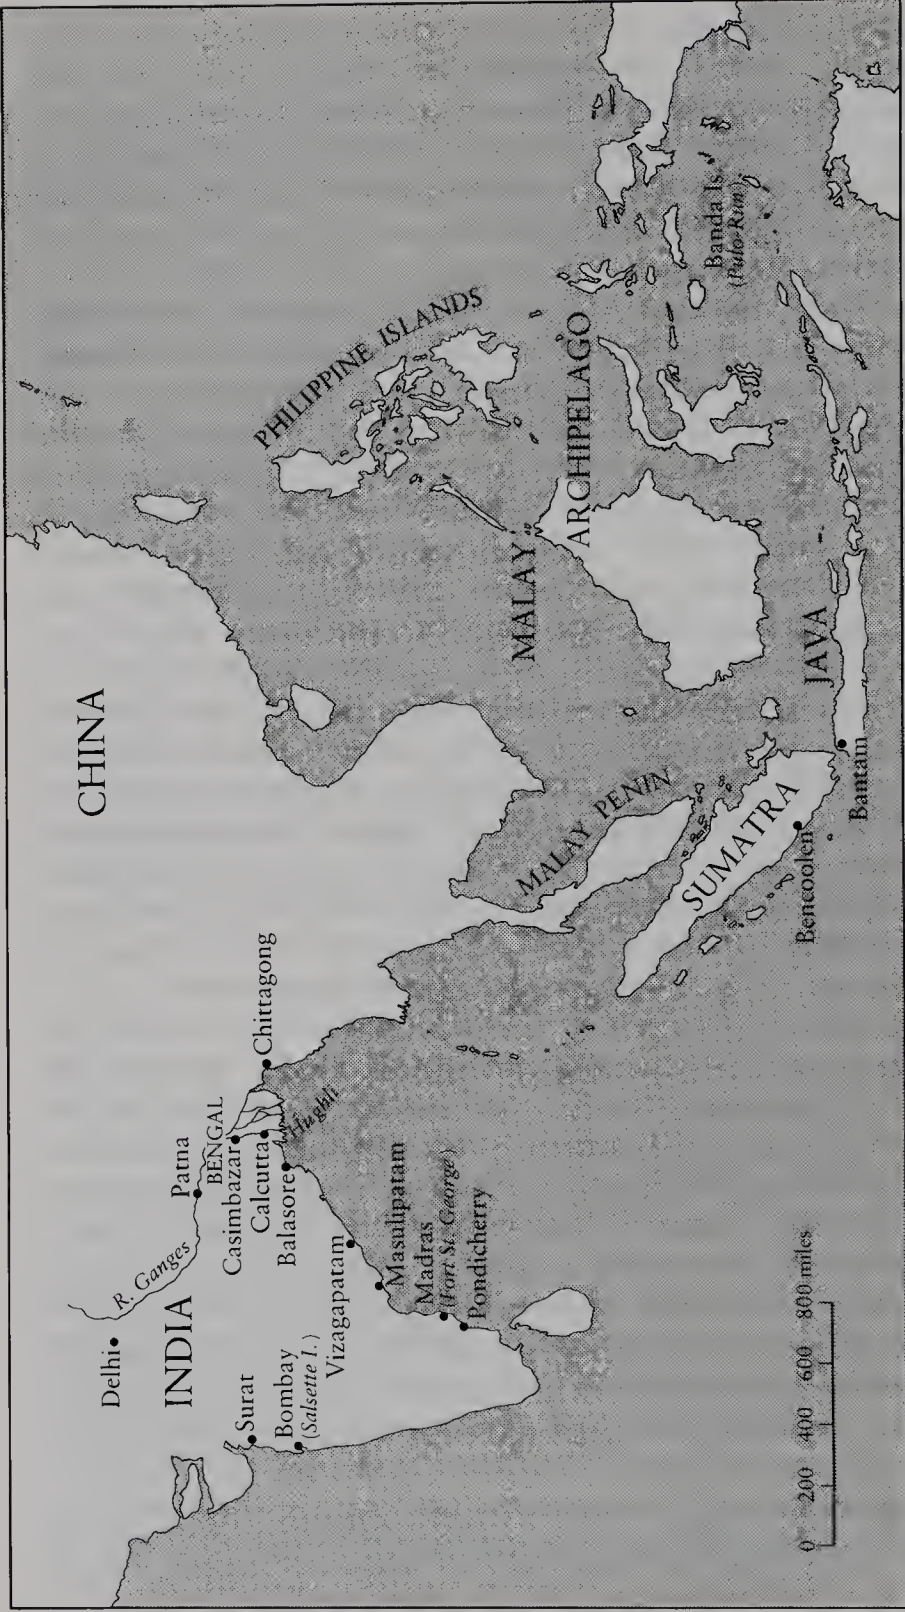 CHINA
INDIA
Delhi
R. Ganges
Patna
BENGAL
Casimbazar
Calcutta
Balasore
Hughli
Chittagong
Surat
Bombay
(Salsette I.)
Vizagapatam
Masulipatam
Madras
(Fort St. George)
Pondicherry
PHILIPPINE ISLANDS
MALAY
ARCHIPELAGO
MALAY PENIN
SUMATRA
Bencoolen
JAVA
Bantam
Banda Is.
(Pulo-Run)
0 200 400 600 800 miles